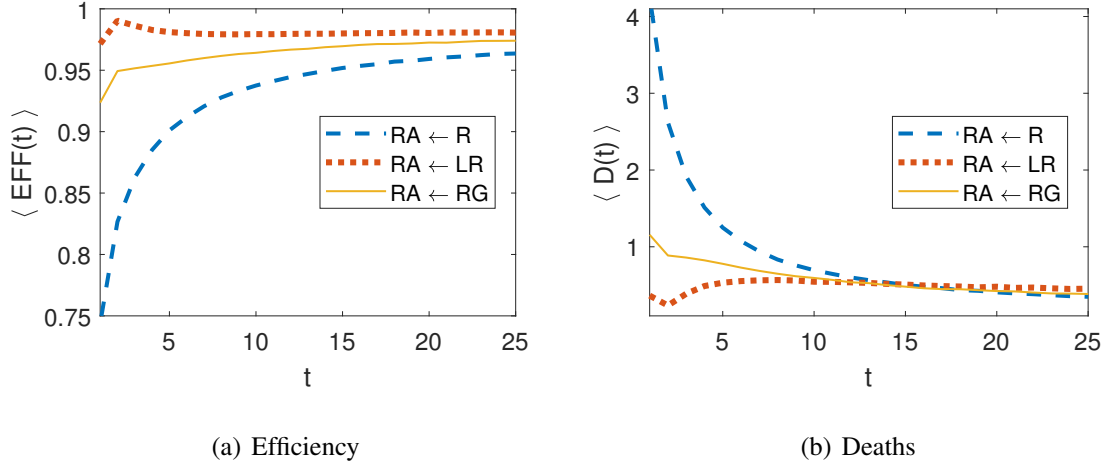 1
0.95
0.9
0.85
0.8
0.75
⟨ EFF(t) ⟩
5
10
15
20
25
t
RA ← R
RA ← LR
RA ← RG
(a) Efficiency
4
3
2
1
⟨ D(t) ⟩
5
10
15
20
25
t
RA ← R
RA ← LR
RA ← RG
(b) Deaths